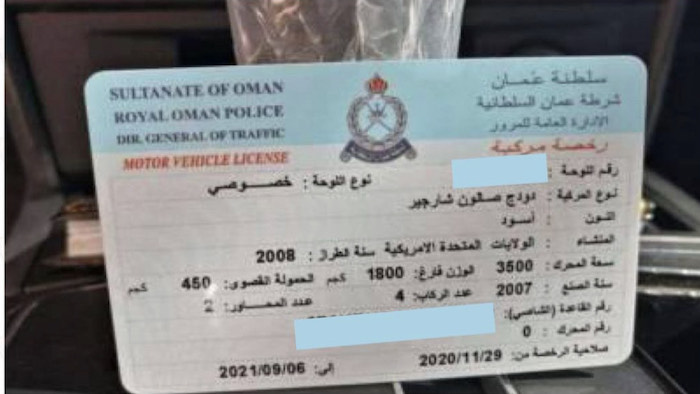 SULTANATE OF OMAN
ROYAL OMAN POLICE
DIR. GENERAL OF TRAFFIC
MOTOR VEHICLE LICENSE
سلطنة عمان
شرطة عمان السلطانية
الادارة العامة للمرور
رخصة مركبة
رقم اللوحة : نوع اللوحة : خصوصي
نوع المركبة : دودج صالون شارجير
اللون : أسود
المنشاء : الولايات المتحدة الامريكية سنة الطراز : 2008
سعة المحرك : 3500 الوزن فارغ : 1800 كجم الحمولة القصوى : 450 كجم
سنة الصنع : 2007 عدد الركاب : 4 عدد المحاور : 2
رقم القاعدة (الشاصي) :
رقم المحرك : 0
صلاحية الرخصة من : 2020/11/29 إلى : 2021/09/06